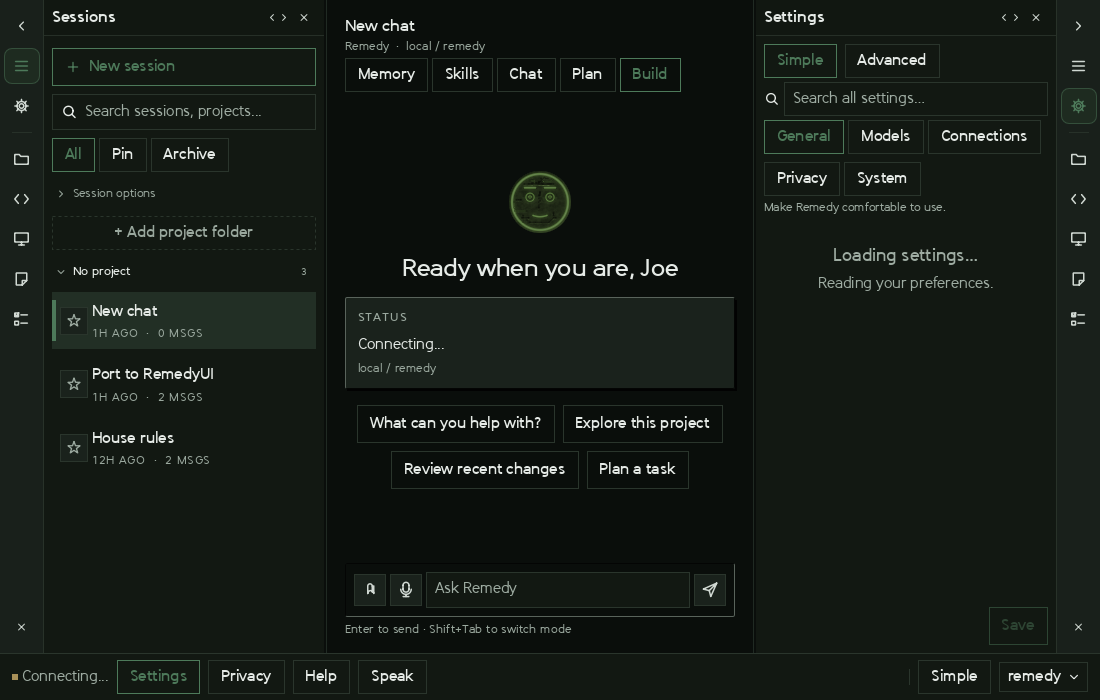 Sessions
+ New session
Search sessions, projects...
All Pin Archive
Session options
+ Add project folder
No project 3
New chat
1H AGO · 0 MSGS
Port to RemedyUI
1H AGO · 2 MSGS
House rules
12H AGO · 2 MSGS
New chat
Remedy · local / remedy
Memory Skills Chat Plan Build
Ready when you are, Joe
STATUS
Connecting...
local / remedy
What can you help with? Explore this project
Review recent changes Plan a task
Ask Remedy
Enter to send · Shift+Tab to switch mode
Settings
Simple Advanced
Search all settings...
General Models Connections
Privacy System
Make Remedy comfortable to use.
Loading settings...
Reading your preferences.
Save
Connecting... Settings Privacy Help Speak Simple remedy